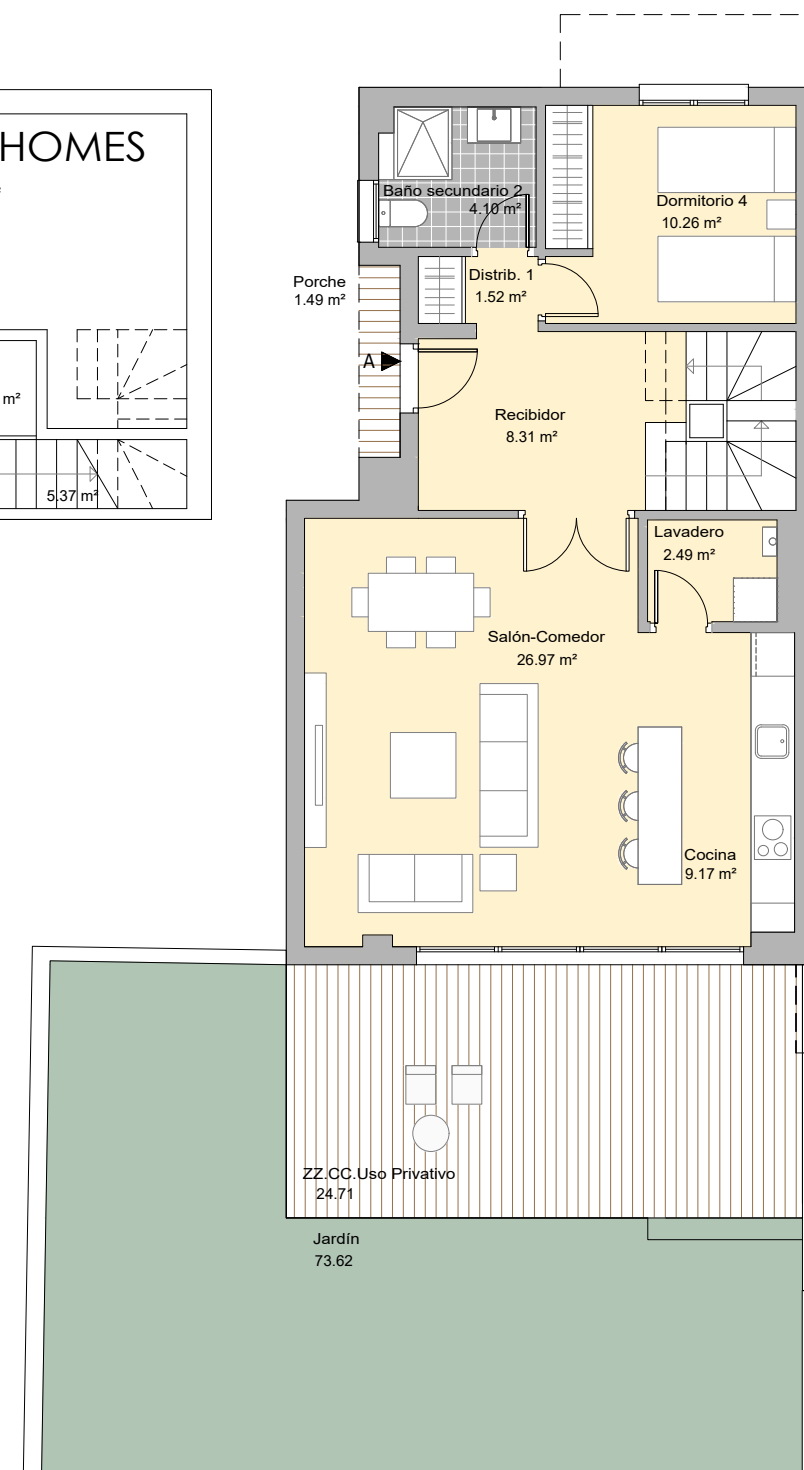 HOMES
m²
5.37 m²
Baño secundario 2
4.10 m²
Dormitorio 4
10.26 m²
Distrib. 1
1.52 m²
Porche
1.49 m²
A
Recibidor
8.31 m²
Lavadero
2.49 m²
Salón-Comedor
26.97 m²
Cocina
9.17 m²
ZZ.CC.Uso Privativo
24.71
Jardín
73.62